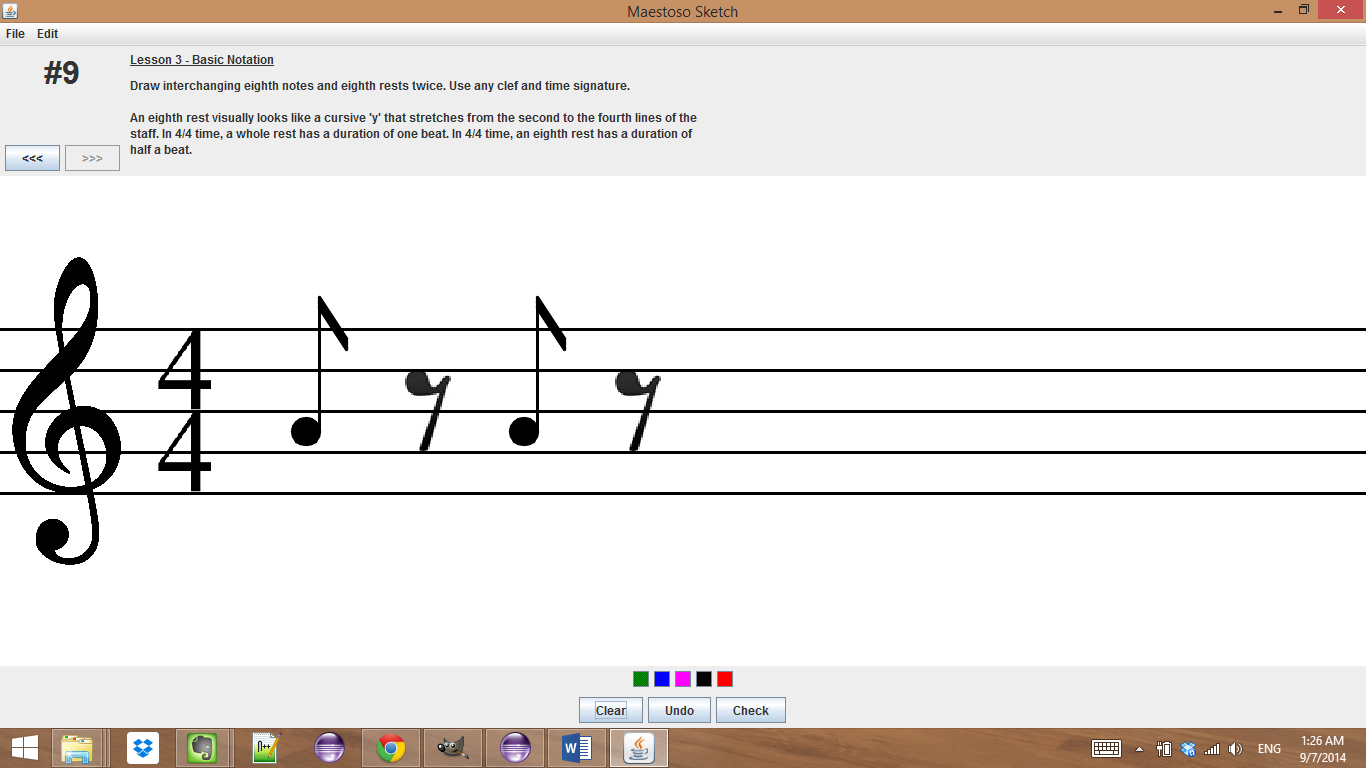 Maestoso Sketch
File Edit
#9
Lesson 3 - Basic Notation
Draw interchanging eighth notes and eighth rests twice. Use any clef and time signature.
An eighth rest visually looks like a cursive 'y' that stretches from the second to the fourth lines of the
staff. In 4/4 time, a whole rest has a duration of one beat. In 4/4 time, an eighth rest has a duration of
half a beat.
<<< >>>
4
4
Clear Undo Check
ENG
1:26 AM
9/7/2014